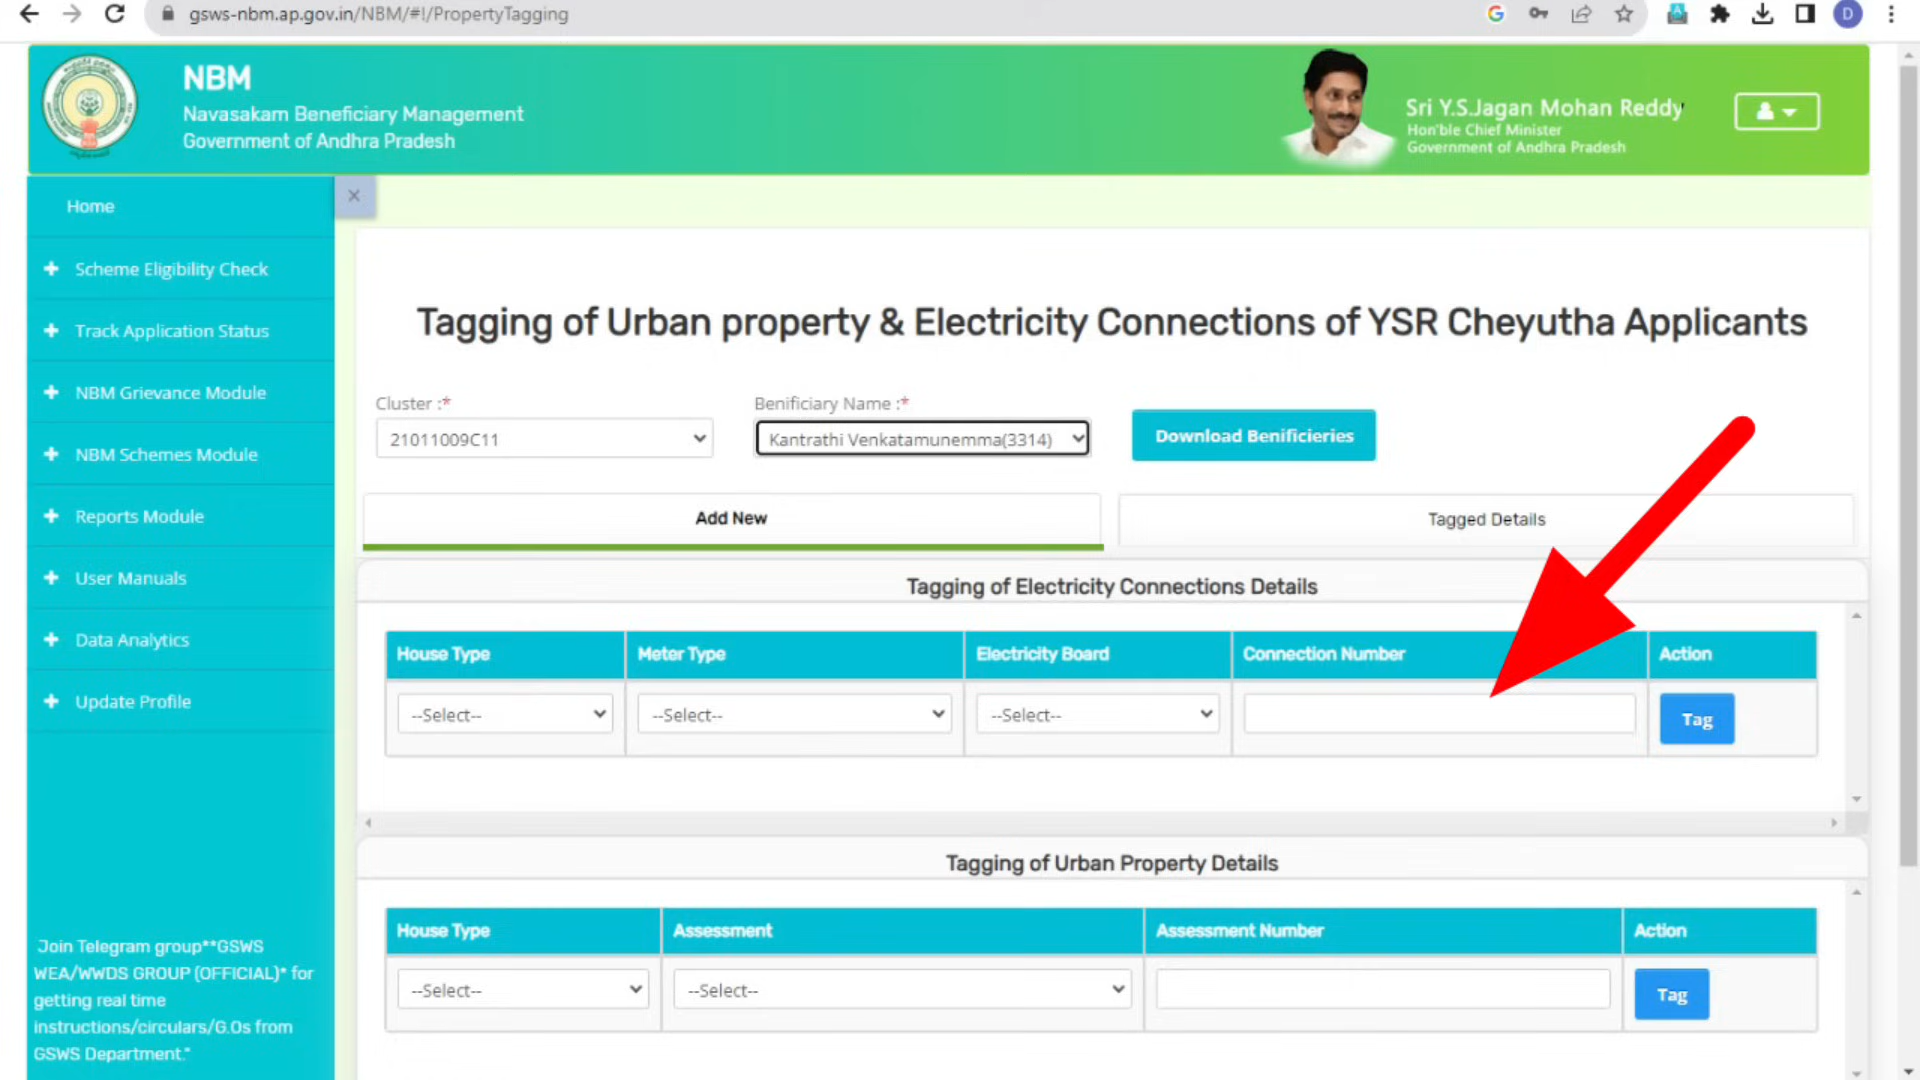 gsws-nbm.ap.gov.in/NBM/#!/PropertyTagging
D
NBM
Navasakam Beneficiary Management
Government of Andhra Pradesh
Sri Y.S.Jagan Mohan Reddy
Hon'ble Chief Minister
Government of Andhra Pradesh
Home
Scheme Eligibility Check
Track Application Status
NBM Grievance Module
NBM Schemes Module
Reports Module
User Manuals
Data Analytics
Update Profile
Join Telegram group**GSWS
WEA/WWDS GROUP (OFFICIAL)* for
getting real time
instructions/circulars/G.Os from
GSWS Department."
Tagging of Urban property & Electricity Connections of YSR Cheyutha Applicants
Cluster :* Benificiary Name :*
21011009C11 Kantrathi Venkatamunemma(3314) Download Benificieries
Add New Tagged Details
Tagging of Electricity Connections Details
House Type Meter Type Electricity Board Connection Number Action
--Select-- --Select-- --Select-- Tag
Tagging of Urban Property Details
House Type Assessment Assessment Number Action
--Select-- --Select-- Tag